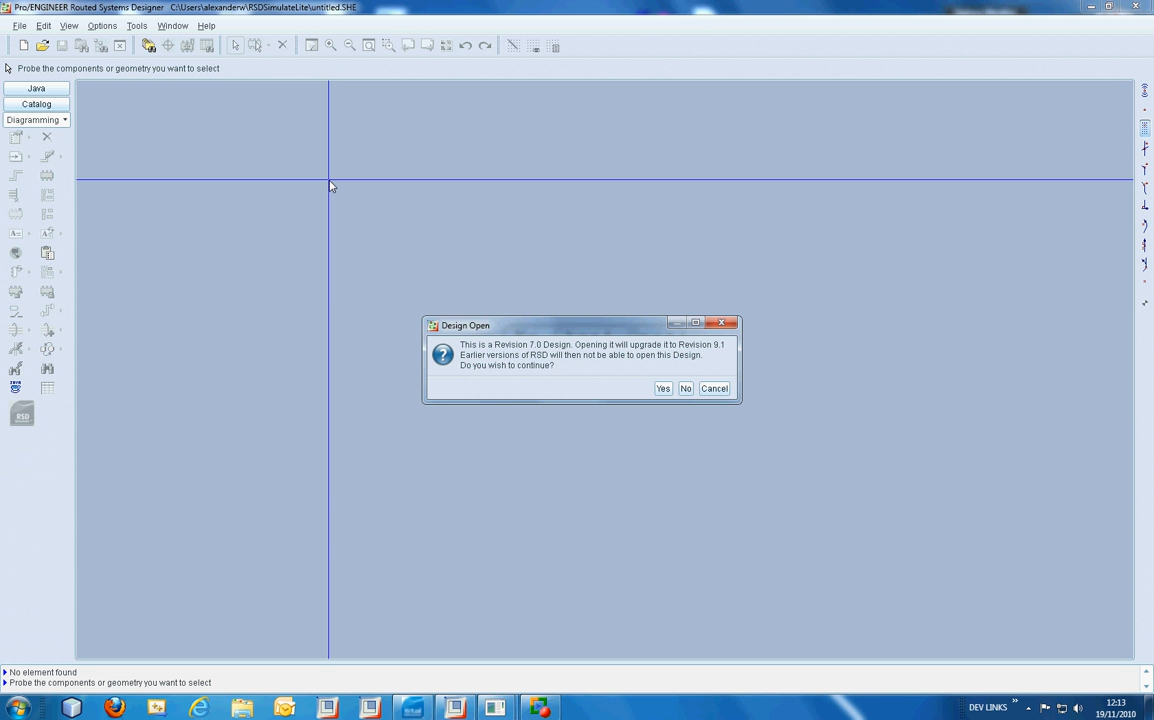 Pro/ENGINEER Routed Systems Designer C:\Users\alexanderw\RSDSimulateLite\untitled.SHE
File Edit View Options Tools Window Help
Probe the components or geometry you want to select
Java
Catalog
Diagramming
Design Open
This is a Revision 7.0 Design. Opening it will upgrade it to Revision 9.1
Earlier versions of RSD will then not be able to open this Design.
Do you wish to continue?
Yes No Cancel
RSD
No element found
Probe the components or geometry you want to select
DEV LINKS
12:13
19/11/2010